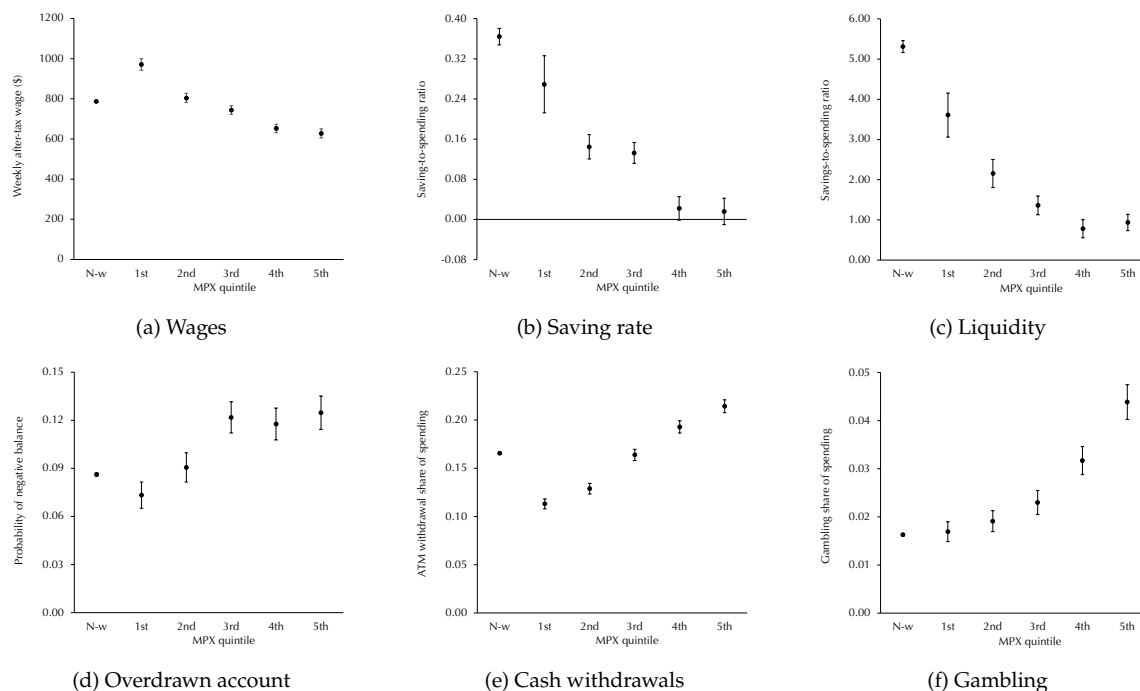 Weekly after-tax wage ($)
1200
1000
800
600
400
200
0
N-w 1st 2nd 3rd 4th 5th
MPX quintile
(a) Wages
Saving-to-spending ratio
0.40
0.32
0.24
0.16
0.08
0.00
-0.08
N-w 1st 2nd 3rd 4th 5th
MPX quintile
(b) Saving rate
Savings-to-spending ratio
6.00
5.00
4.00
3.00
2.00
1.00
0.00
N-w 1st 2nd 3rd 4th 5th
MPX quintile
(c) Liquidity
Probability of negative balance
0.15
0.12
0.09
0.06
0.03
0.00
N-w 1st 2nd 3rd 4th 5th
MPX quintile
(d) Overdrawn account
ATM withdrawal share of spending
0.25
0.20
0.15
0.10
0.05
0.00
N-w 1st 2nd 3rd 4th 5th
MPX quintile
(e) Cash withdrawals
Gambling share of spending
0.05
0.04
0.03
0.02
0.01
0.00
N-w 1st 2nd 3rd 4th 5th
MPX quintile
(f) Gambling